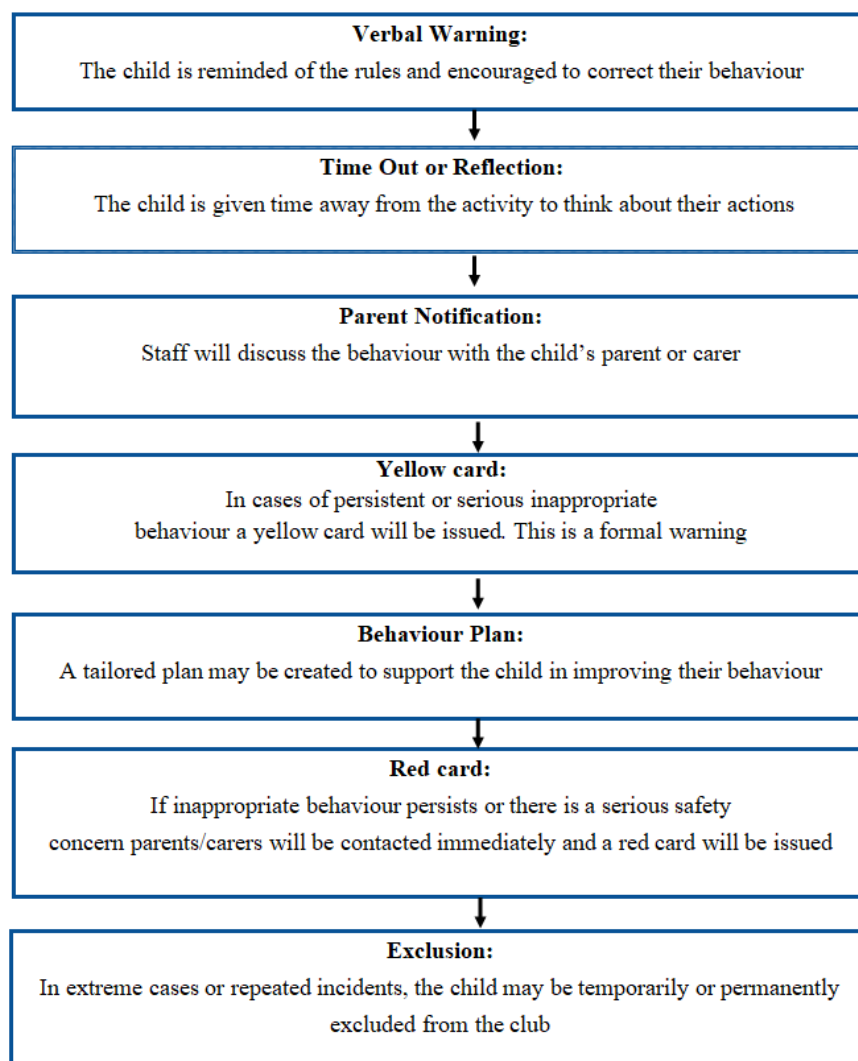 Verbal Warning:
The child is reminded of the rules and encouraged to correct their behaviour
Time Out or Reflection:
The child is given time away from the activity to think about their actions
Parent Notification:
Staff will discuss the behaviour with the child’s parent or carer
Yellow card:
In cases of persistent or serious inappropriate
behaviour a yellow card will be issued. This is a formal warning
Behaviour Plan:
A tailored plan may be created to support the child in improving their behaviour
Red card:
If inappropriate behaviour persists or there is a serious safety
concern parents/carers will be contacted immediately and a red card will be issued
Exclusion:
In extreme cases or repeated incidents, the child may be temporarily or permanently
excluded from the club